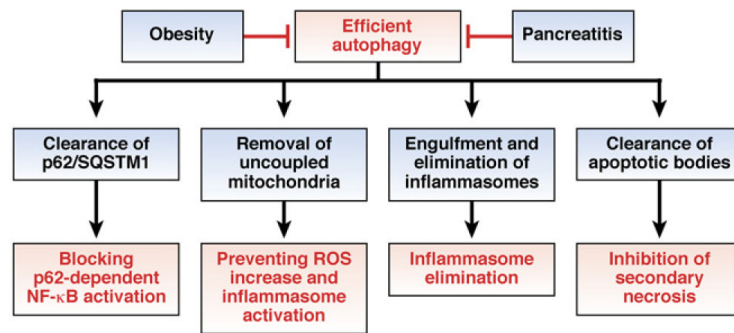 Obesity
Efficient
autophagy
Pancreatitis
Clearance of
p62/SQSTM1
Removal of
uncoupled
mitochondria
Engulfment and
elimination of
inflammasomes
Clearance of
apoptotic bodies
Blocking
p62-dependent
NF-κB activation
Preventing ROS
increase and
inflammasome
activation
Inflammasome
elimination
Inhibition of
secondary
necrosis